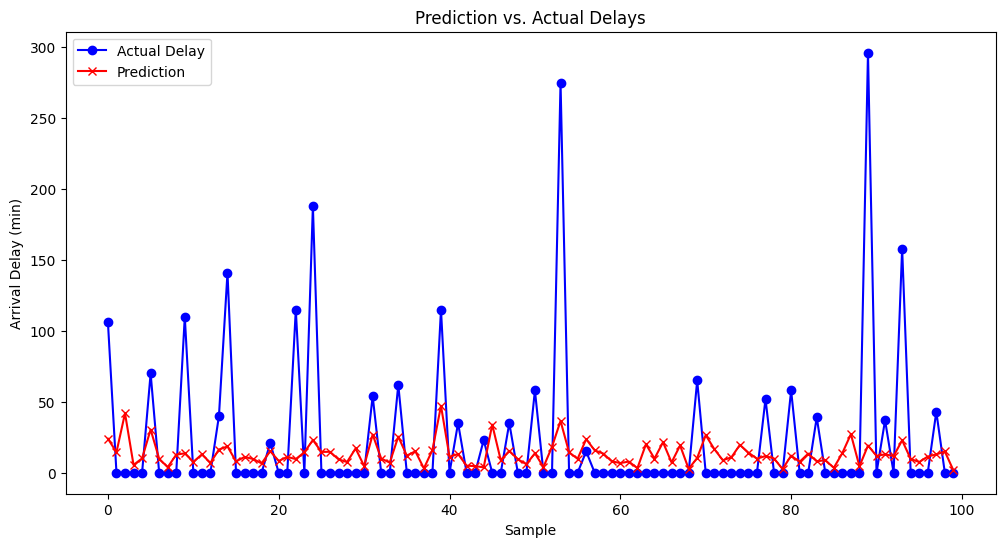 Prediction vs. Actual Delays
Actual Delay
Prediction
300
250
200
150
100
50
0
Arrival Delay (min)
0 20 40 60 80 100
Sample